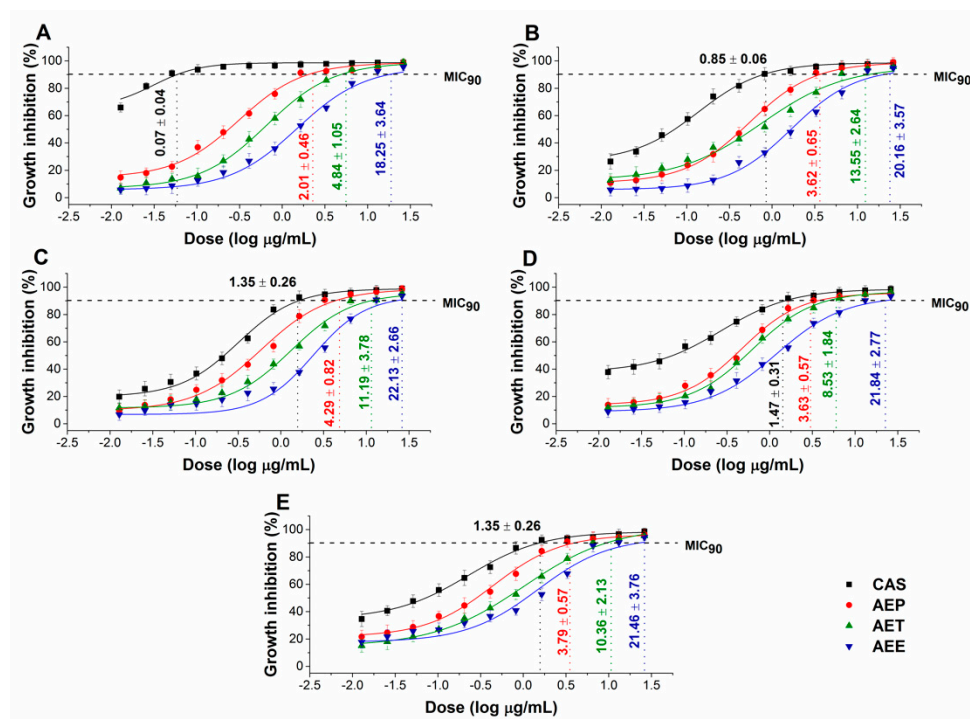 A
Growth inhibition (%)
100
80
60
40
20
0
0.07 ± 0.04
2.01 ± 0.46
4.84 ± 1.05
18.25 ± 3.64
MIC90
-2.5 -2.0 -1.5 -1.0 -0.5 0.0 0.5 1.0 1.5
Dose (log µg/mL)
B
Growth inhibition (%)
100
80
60
40
20
0
0.85 ± 0.06
3.62 ± 0.65
13.55 ± 2.64
20.16 ± 3.57
MIC90
-2.5 -2.0 -1.5 -1.0 -0.5 0.0 0.5 1.0 1.5
Dose (log µg/mL)
C
Growth inhibition (%)
100
80
60
40
20
0
1.35 ± 0.26
4.29 ± 0.82
11.19 ± 3.78
22.13 ± 2.66
MIC90
-2.5 -2.0 -1.5 -1.0 -0.5 0.0 0.5 1.0 1.5
Dose (log µg/mL)
D
Growth inhibition (%)
100
80
60
40
20
0
1.47 ± 0.31
3.63 ± 0.57
8.53 ± 1.84
21.84 ± 2.77
MIC90
-2.5 -2.0 -1.5 -1.0 -0.5 0.0 0.5 1.0 1.5
Dose (log µg/mL)
E
Growth inhibition (%)
100
80
60
40
20
0
1.35 ± 0.26
3.79 ± 0.57
10.36 ± 2.13
21.46 ± 3.76
MIC90
-2.5 -2.0 -1.5 -1.0 -0.5 0.0 0.5 1.0 1.5
Dose (log µg/mL)
CAS
AEP
AET
AEE